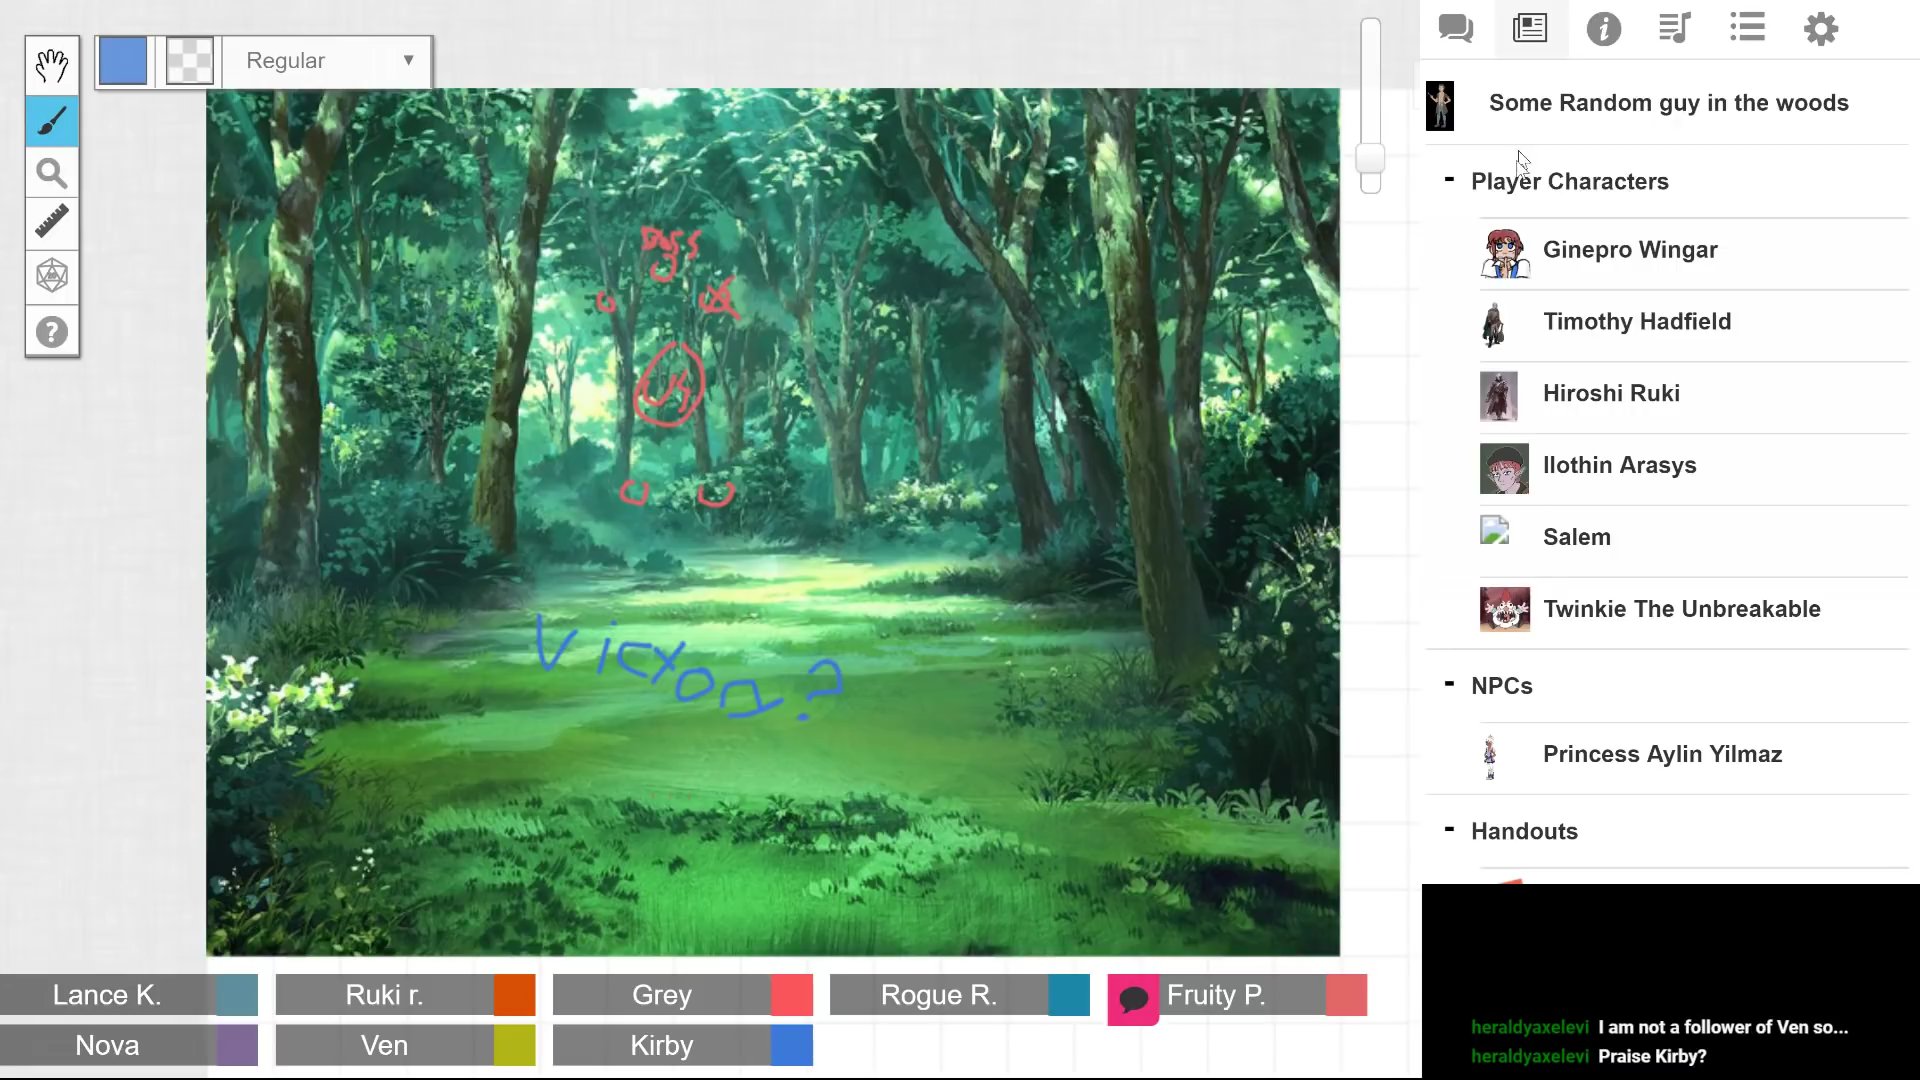 Regular
Some Random guy in the woods
- Player Characters
Ginepro Wingar
Timothy Hadfield
Hiroshi Ruki
Ilothin Arasys
Salem
Twinkie The Unbreakable
- NPCs
Princess Aylin Yilmaz
- Handouts
Boss
us
Victory?
Lance K.
Ruki r.
Grey
Rogue R.
Fruity P.
Nova
Ven
Kirby
heraldyaxelevi I am not a follower of Ven so...
heraldyaxelevi Praise Kirby?